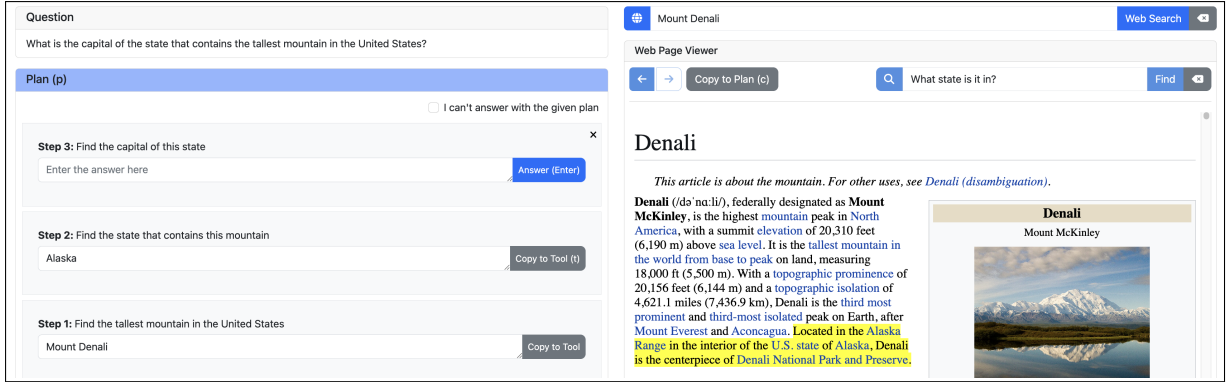 Question
What is the capital of the state that contains the tallest mountain in the United States?
Plan (p)
I can't answer with the given plan
Step 3: Find the capital of this state
Enter the answer here
Answer (Enter)
Step 2: Find the state that contains this mountain
Alaska
Copy to Tool (t)
Step 1: Find the tallest mountain in the United States
Mount Denali
Copy to Tool
Mount Denali
Web Search
Web Page Viewer
Copy to Plan (c)
What state is it in?
Find
Denali
This article is about the mountain. For other uses, see Denali (disambiguation).
Denali (/dəˈnɑːli/), federally designated as Mount
McKinley, is the highest mountain peak in North
America, with a summit elevation of 20,310 feet
(6,190 m) above sea level. It is the tallest mountain in
the world from base to peak on land, measuring
18,000 ft (5,500 m). With a topographic prominence of
20,156 feet (6,144 m) and a topographic isolation of
4,621.1 miles (7,436.9 km), Denali is the third most
prominent and third-most isolated peak on Earth, after
Mount Everest and Aconcagua. Located in the Alaska
Range in the interior of the U.S. state of Alaska, Denali
is the centerpiece of Denali National Park and Preserve.
Denali
Mount McKinley